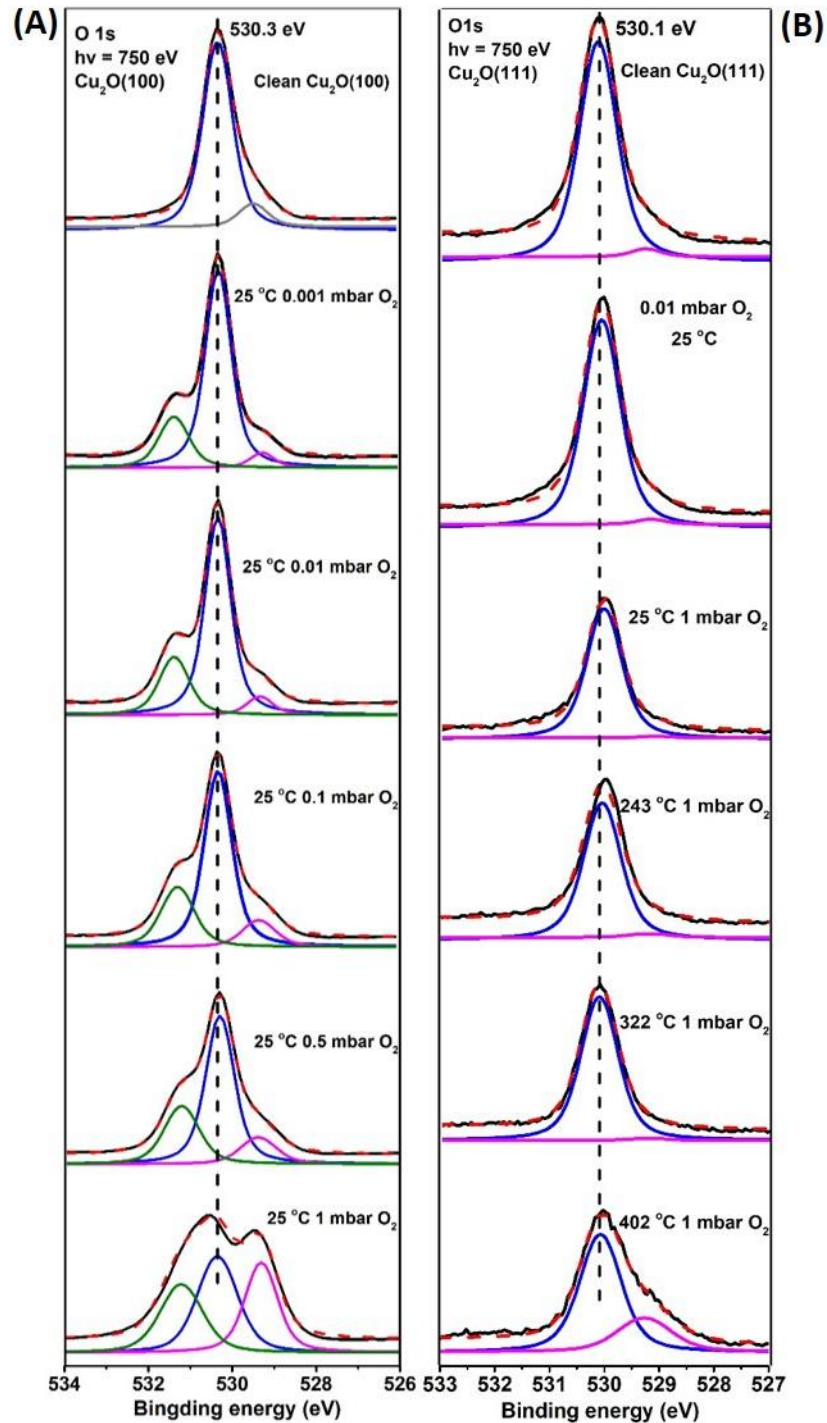 (A)
O 1s
hν = 750 eV
Cu₂O(100)
530.3 eV
Clean Cu₂O(100)
25 °C 0.001 mbar O₂
25 °C 0.01 mbar O₂
25 °C 0.1 mbar O₂
25 °C 0.5 mbar O₂
25 °C 1 mbar O₂
534 532 530 528 526
Bingding energy (eV)
(B)
O1s
hν = 750 eV
Cu₂O(111)
530.1 eV
Clean Cu₂O(111)
0.01 mbar O₂
25 °C
25 °C 1 mbar O₂
243 °C 1 mbar O₂
322 °C 1 mbar O₂
402 °C 1 mbar O₂
533 532 531 530 529 528 527
Binding energy (eV)